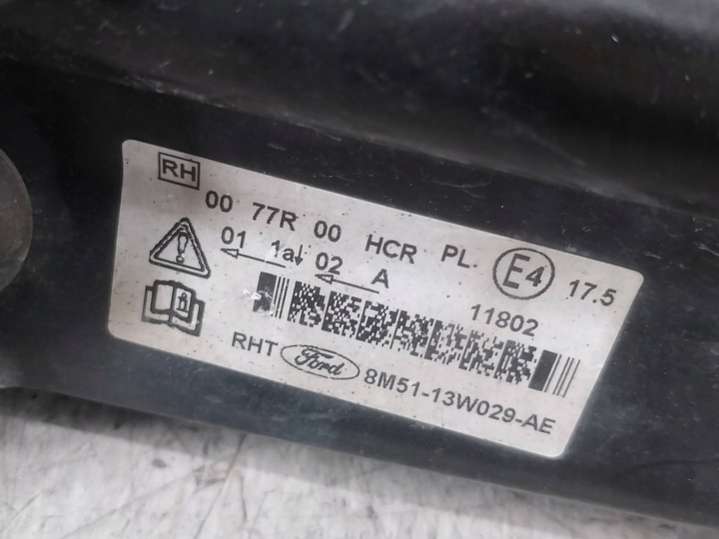 RH
00 77R 00 HCR PL. E4 17.5
01 1a 02 A
11802
RHT Ford 8M51-13W029-AE